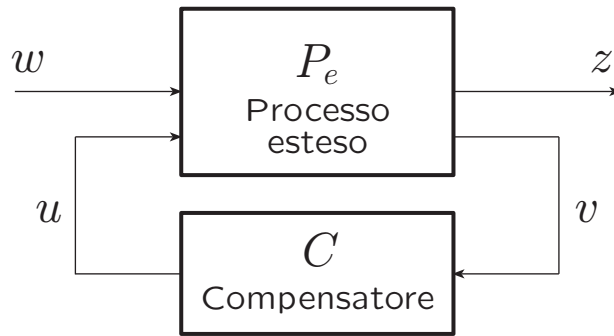 w
P_e
z
Processo
esteso
u
v
C
Compensatore